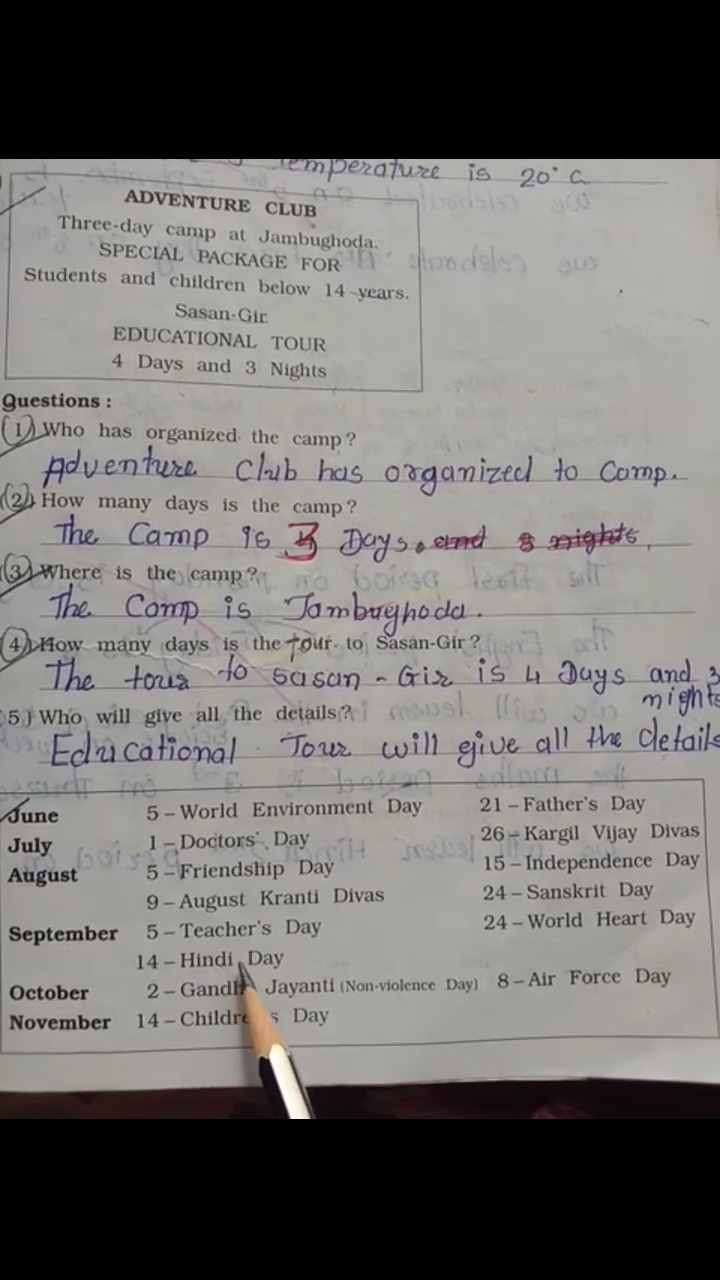 temperature is 20° C
ADVENTURE CLUB
Three-day camp at Jambughoda.
SPECIAL PACKAGE FOR
Students and children below 14 years.
Sasan-Gir
EDUCATIONAL TOUR
4 Days and 3 Nights
Questions :
(1) Who has organized the camp?
Adventure Club has organized to Camp.
(2) How many days is the camp?
The Camp is 3 Days. and 3 nights.
(3) Where is the camp?
The Camp is Jambughoda.
(4) How many days is the tour to Sasan-Gir?
The tour to Sasan-Gir is 4 Days and 3
nights
(5) Who will give all the details?
Educational Tour will give all the details
June 5 – World Environment Day 21 – Father's Day
July 1 – Doctors' Day 26 – Kargil Vijay Divas
August 5 – Friendship Day 15 – Independence Day
9 – August Kranti Divas 24 – Sanskrit Day
September 5 – Teacher's Day 24 – World Heart Day
14 – Hindi Day
October 2 – Gandhi Jayanti (Non-violence Day) 8 – Air Force Day
November 14 – Children's Day